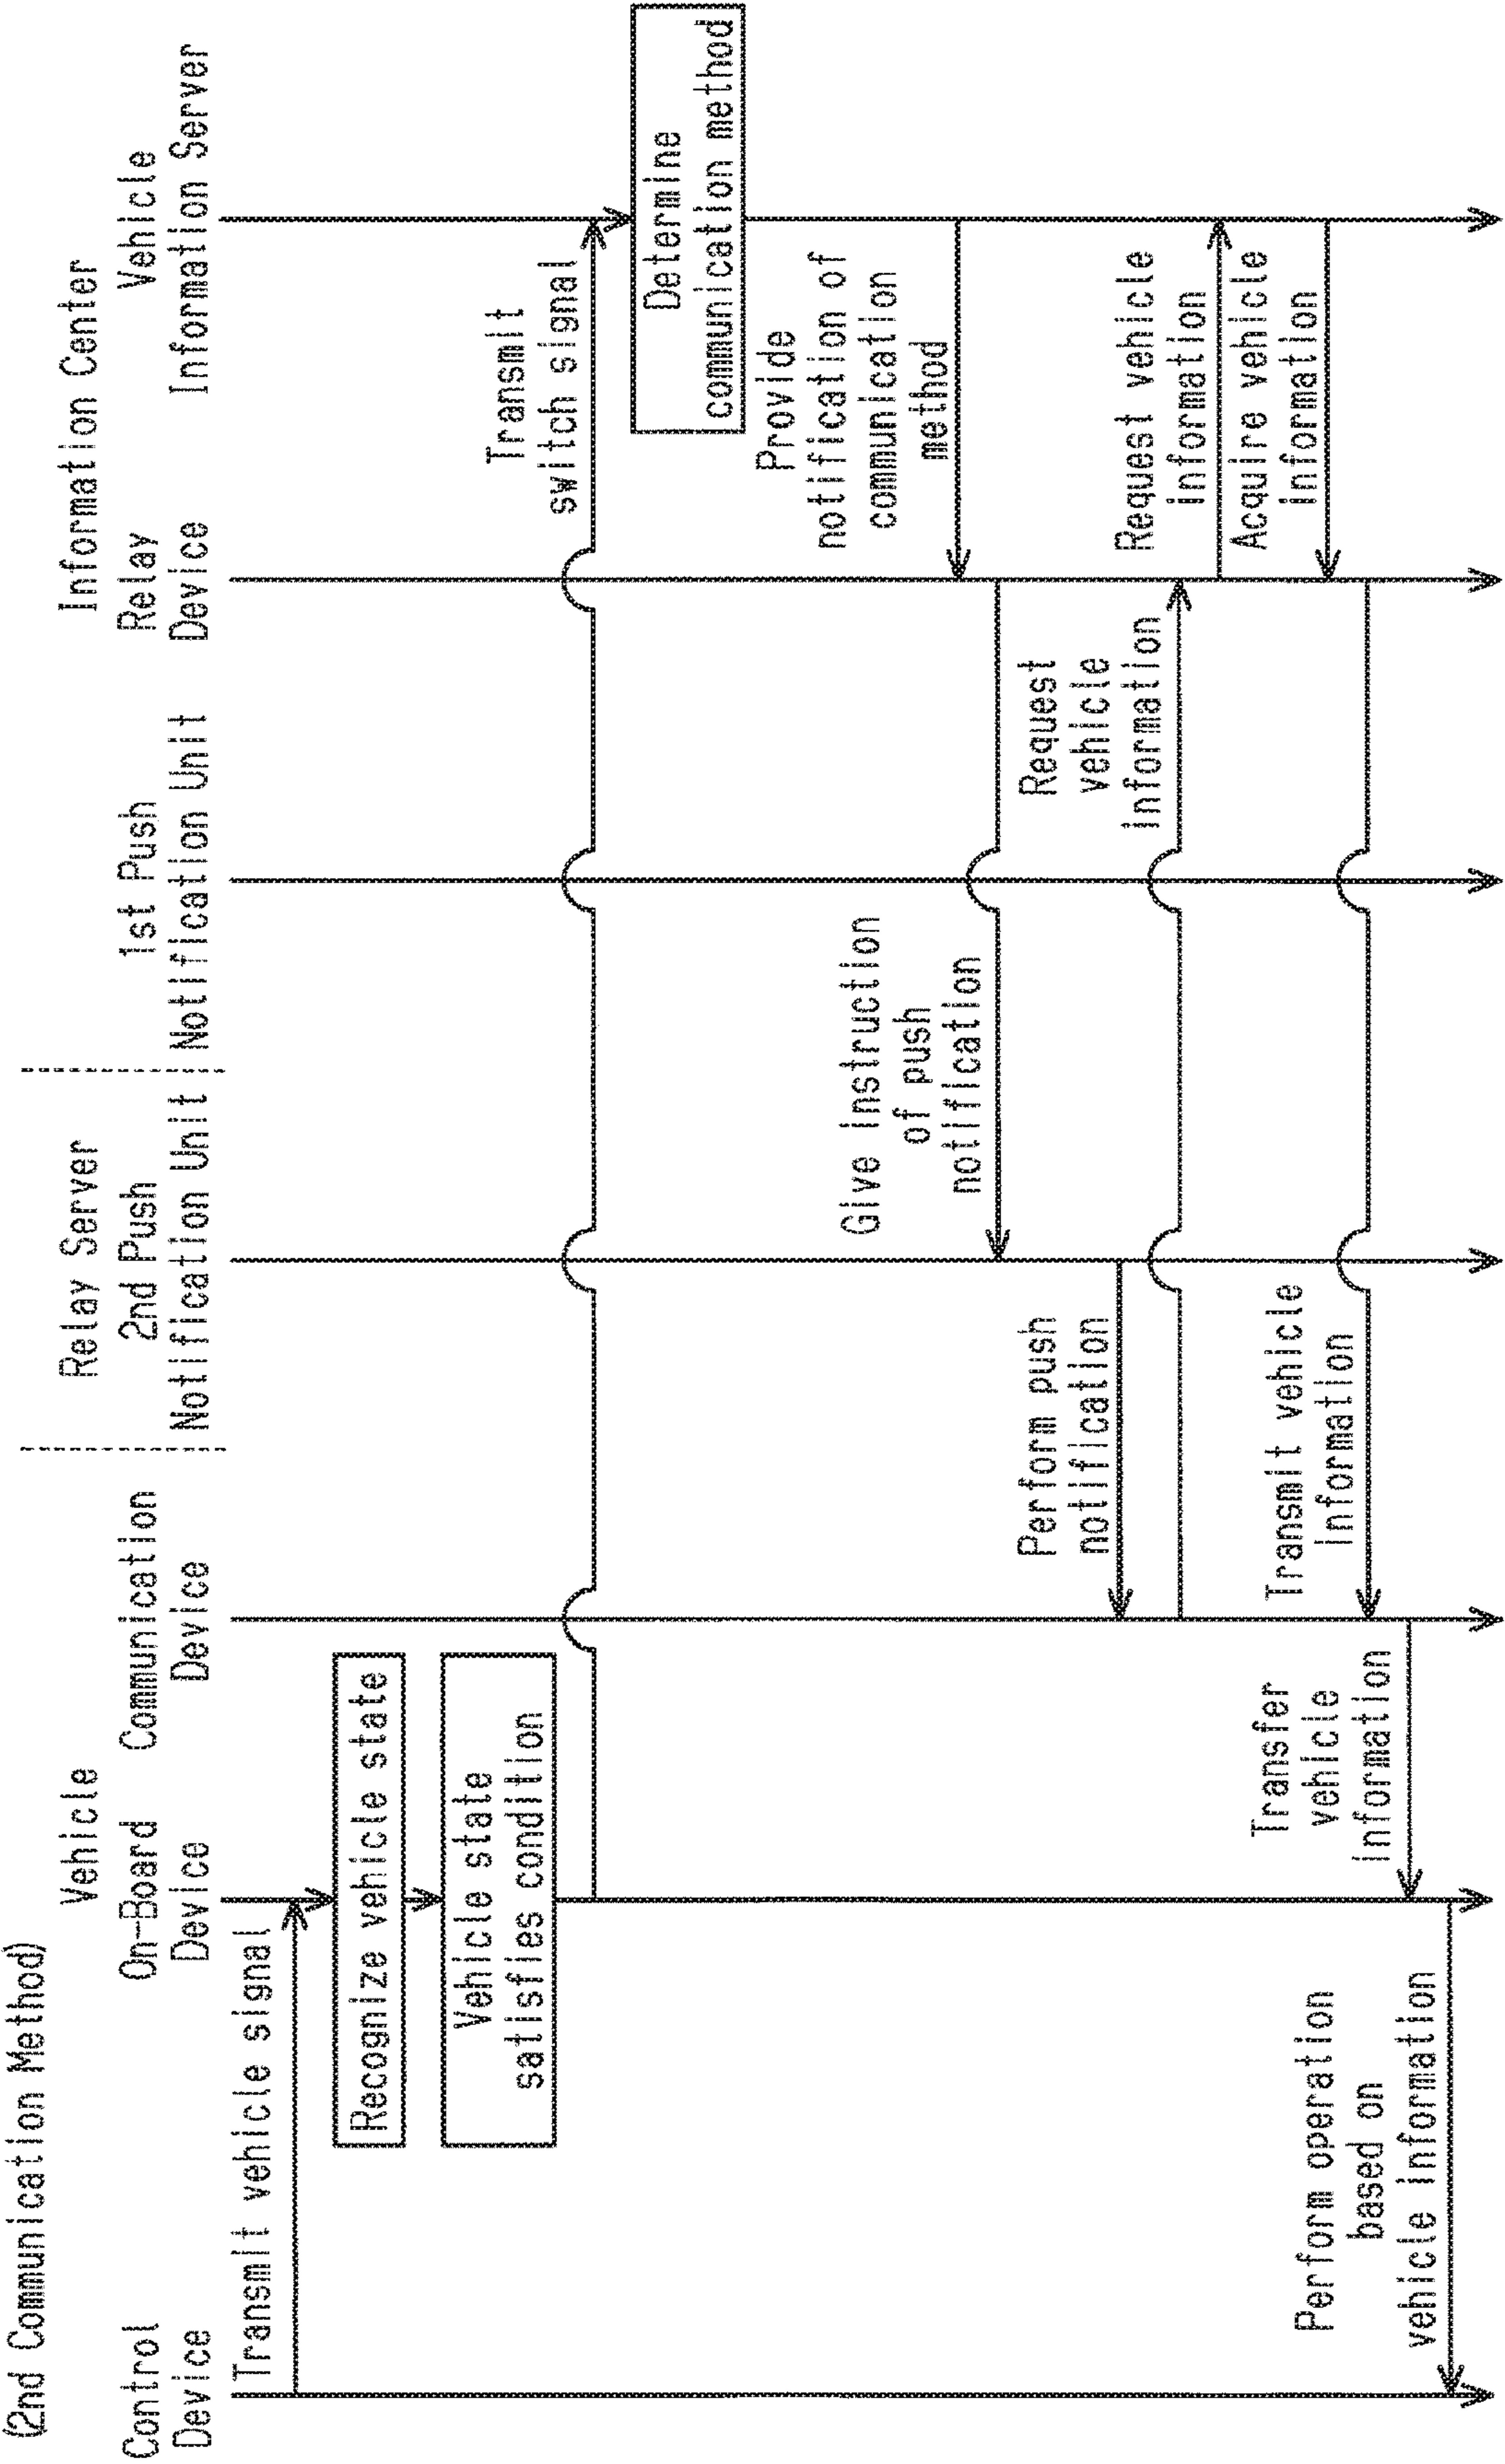 (2nd Communication Method)
Vehicle
Relay Server
Information Center
Control
Device
On-Board
Device
Communication
Device
2nd Push
Notification Unit
1st Push
Notification Unit
Relay
Device
Vehicle
Information Server
Transmit vehicle signal
Recognize vehicle state
Vehicle state
satisfies condition
Transmit
switch signal
Determine
communication method
Provide
notification of
communication
method
Give instruction
of push
notification
Perform push
notification
Request
vehicle
information
Request vehicle
information
Acquire vehicle
information
Transmit vehicle
information
Transfer
vehicle
information
Perform operation
based on
vehicle information